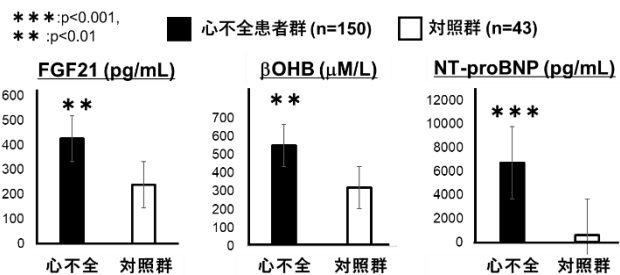 ***:p<0.001,
** :p<0.01
心不全患者群 (n=150)
対照群 (n=43)
FGF21 (pg/mL)
600
500
400
300
200
100
0
**
心不全 対照群
βOHB (μM/L)
700
600
500
400
300
200
100
0
**
心不全 対照群
NT-proBNP (pg/mL)
12000
10000
8000
6000
4000
2000
0
***
心不全 対照群